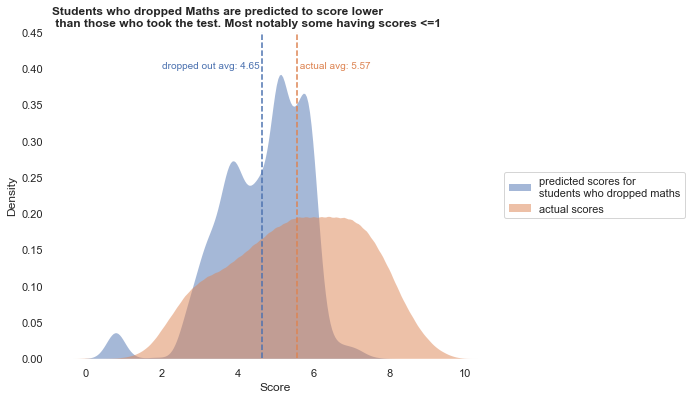 Students who dropped Maths are predicted to score lower
than those who took the test. Most notably some having scores <=1
0.45
0.40
0.35
0.30
0.25
0.20
0.15
0.10
0.05
0.00
Density
dropped out avg: 4.65
actual avg: 5.57
0 2 4 6 8 10
Score
predicted scores for
students who dropped maths
actual scores